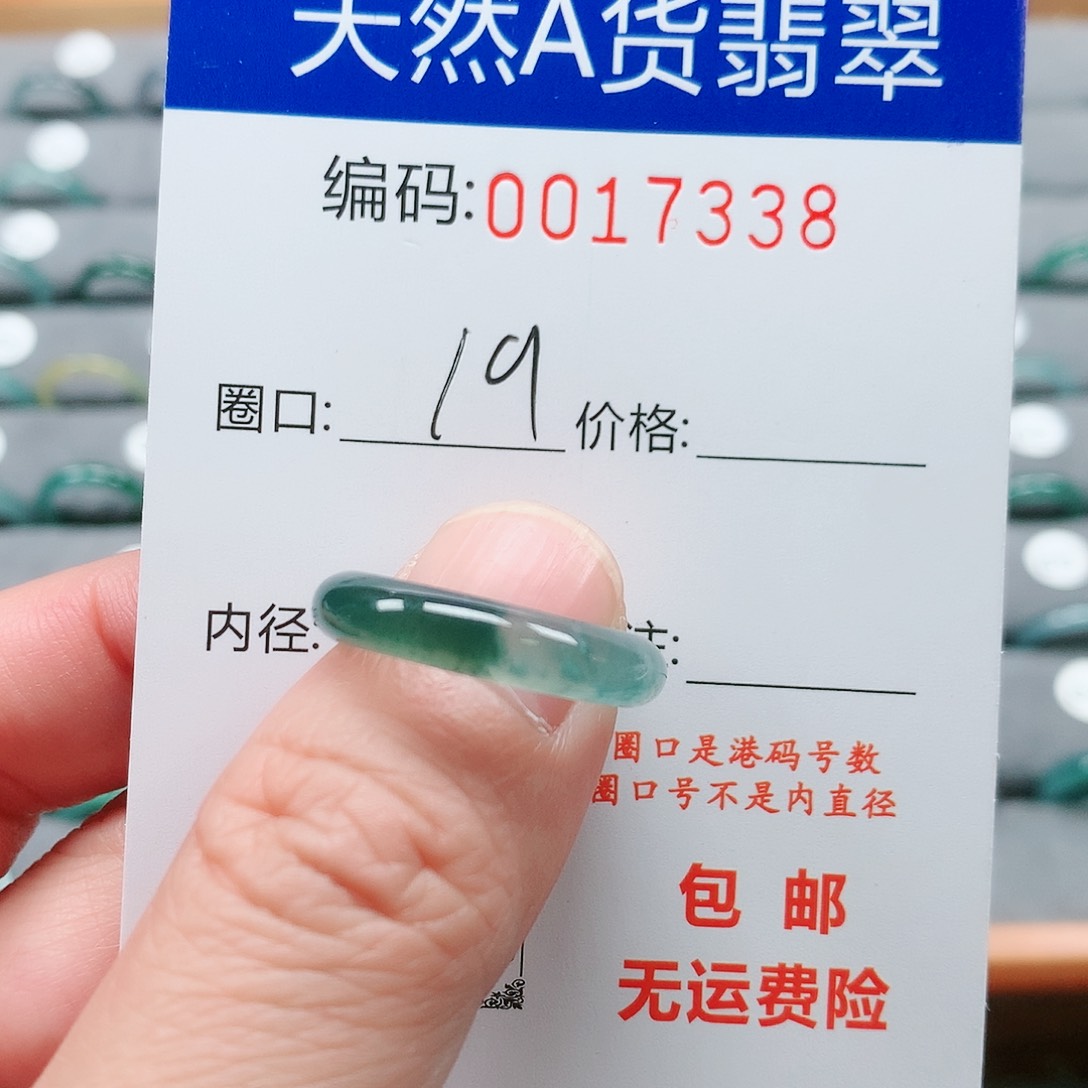 天然A货翡翠
编码:0017338
圈口: 19 价格:
内径: 注:
圈口是港码号数
圈口号不是内直径
包 邮
无运费险